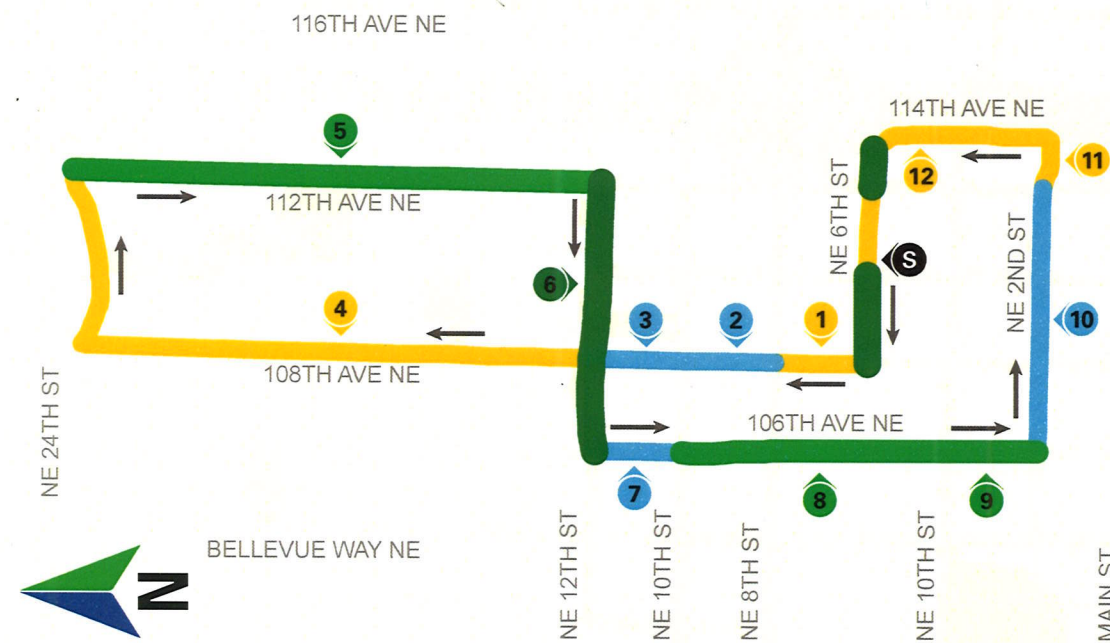 116TH AVE NE
114TH AVE NE
5
11
12
112TH AVE NE
NE 6TH ST
S
NE 2ND ST
6
4
3
2
1
10
108TH AVE NE
106TH AVE NE
NE 24TH ST
7
8
9
BELLEVUE WAY NE
NE 12TH ST
NE 10TH ST
NE 8TH ST
NE 10TH ST
MAIN ST
N